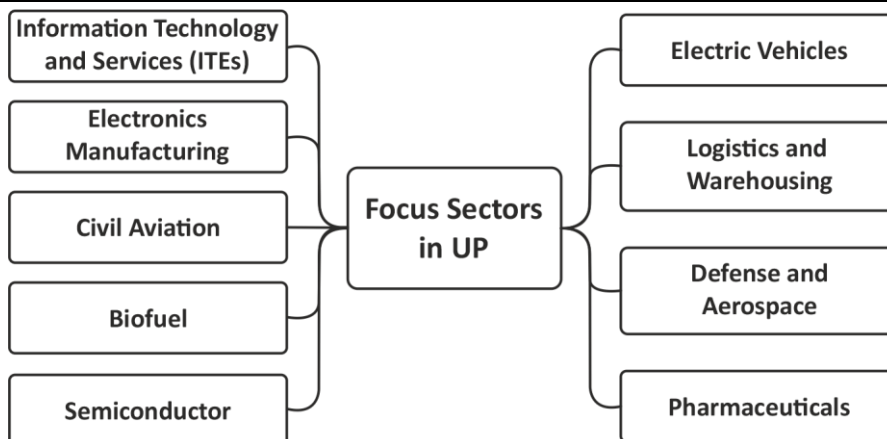 Information Technology
and Services (ITEs)
Electronics
Manufacturing
Civil Aviation
Biofuel
Semiconductor
Focus Sectors
in UP
Electric Vehicles
Logistics and
Warehousing
Defense and
Aerospace
Pharmaceuticals